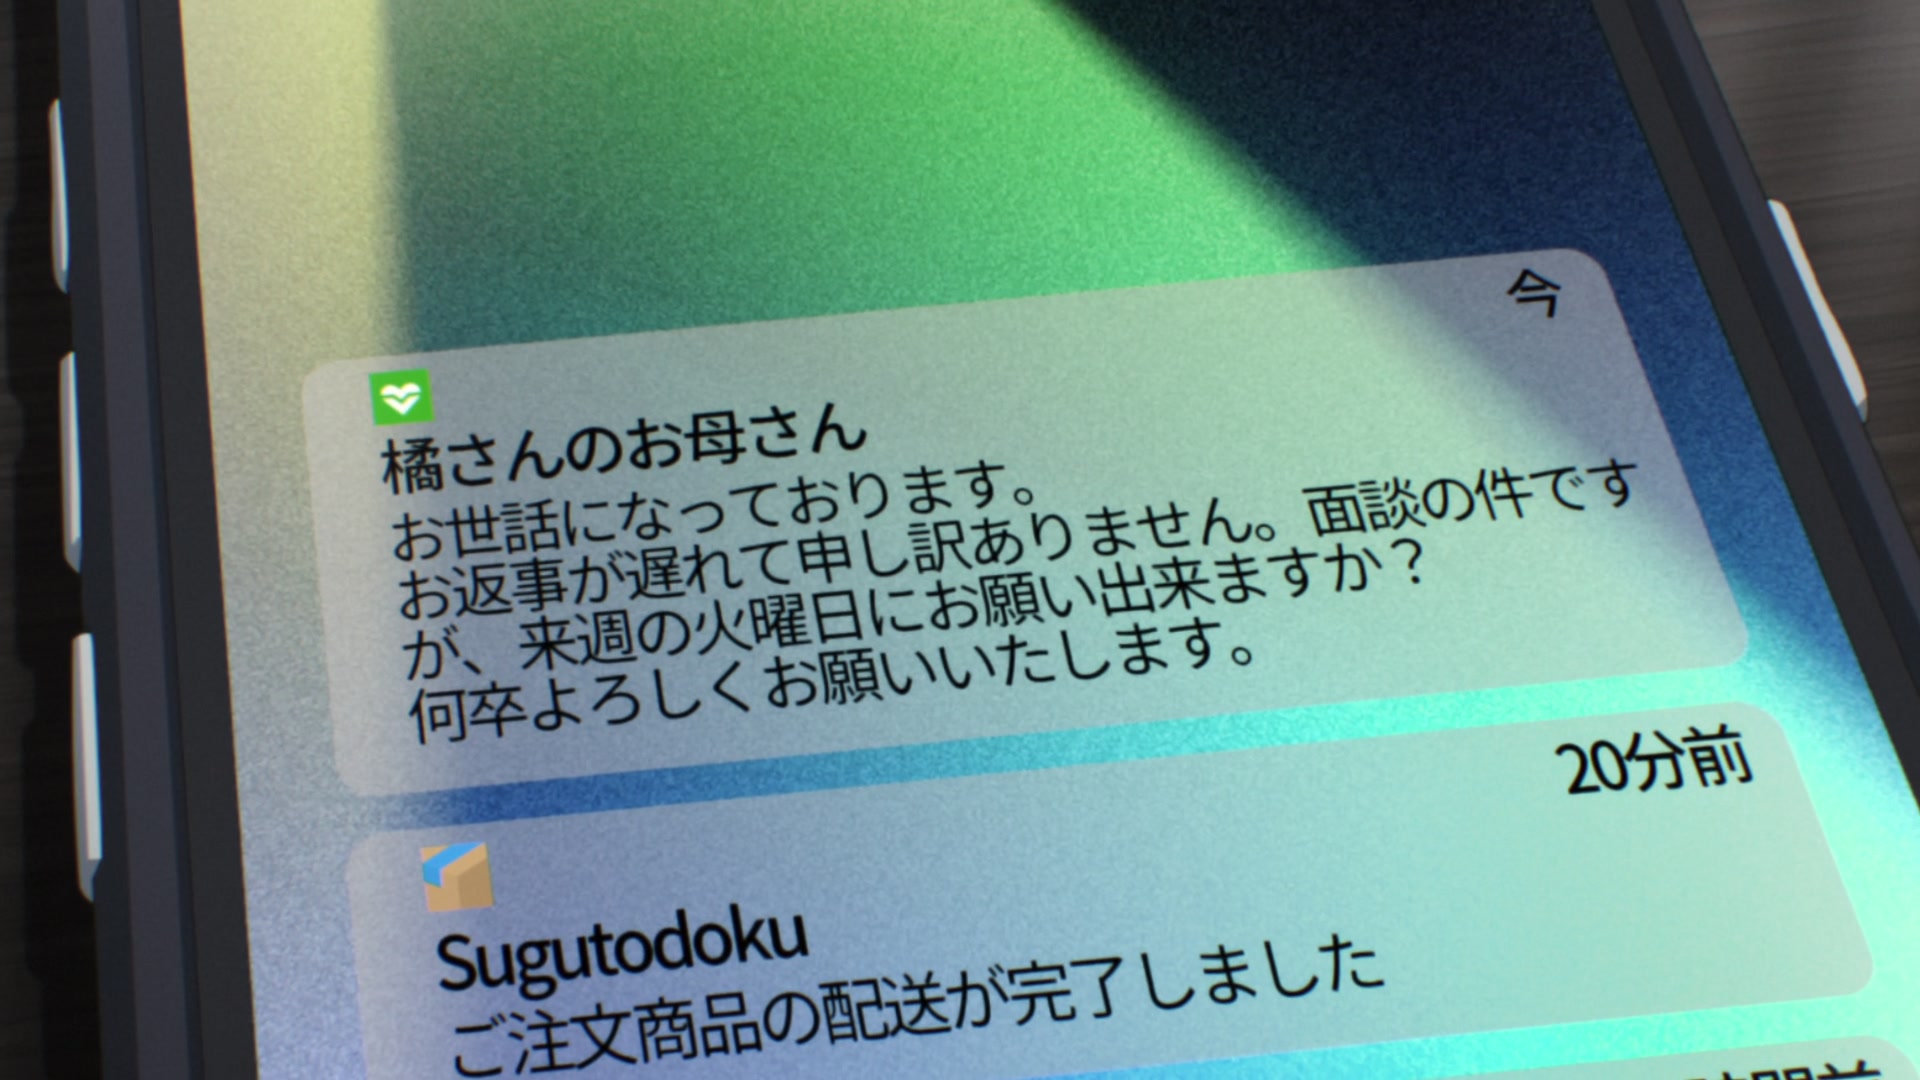 今
橘さんのお母さん
お世話になっております。
お返事が遅れて申し訳ありません。面談の件です
が、来週の火曜日にお願い出来ますか？
何卒よろしくお願いいたします。
20分前
Sugutodoku
ご注文商品の配送が完了しました